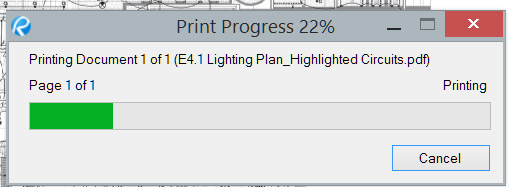 Print Progress 22%
Printing Document 1 of 1 (E4.1 Lighting Plan_Highlighted Circuits.pdf)
Page 1 of 1 Printing
Cancel